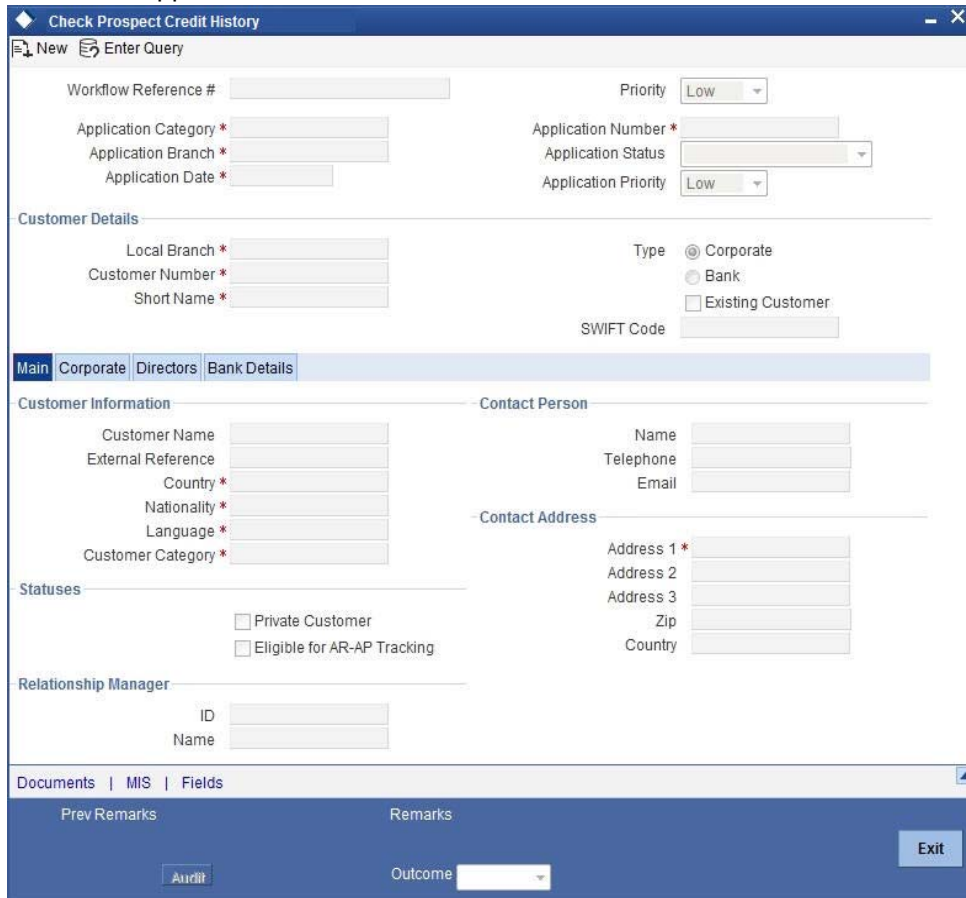 Check Prospect Credit History
New Enter Query
Workflow Reference # Priority Low
Application Category * Application Number *
Application Branch * Application Status
Application Date * Application Priority Low
Customer Details
Local Branch * Type Corporate
Customer Number * Bank
Short Name * Existing Customer
SWIFT Code
Main Corporate Directors Bank Details
Customer Information Contact Person
Customer Name Name
External Reference Telephone
Country * Email
Nationality *
Contact Address
Language *
Address 1 *
Customer Category *
Address 2
Statuses
Address 3
Private Customer Zip
Eligible for AR-AP Tracking Country
Relationship Manager
ID
Name
Documents | MIS | Fields
Prev Remarks Remarks
Exit
Audit Outcome